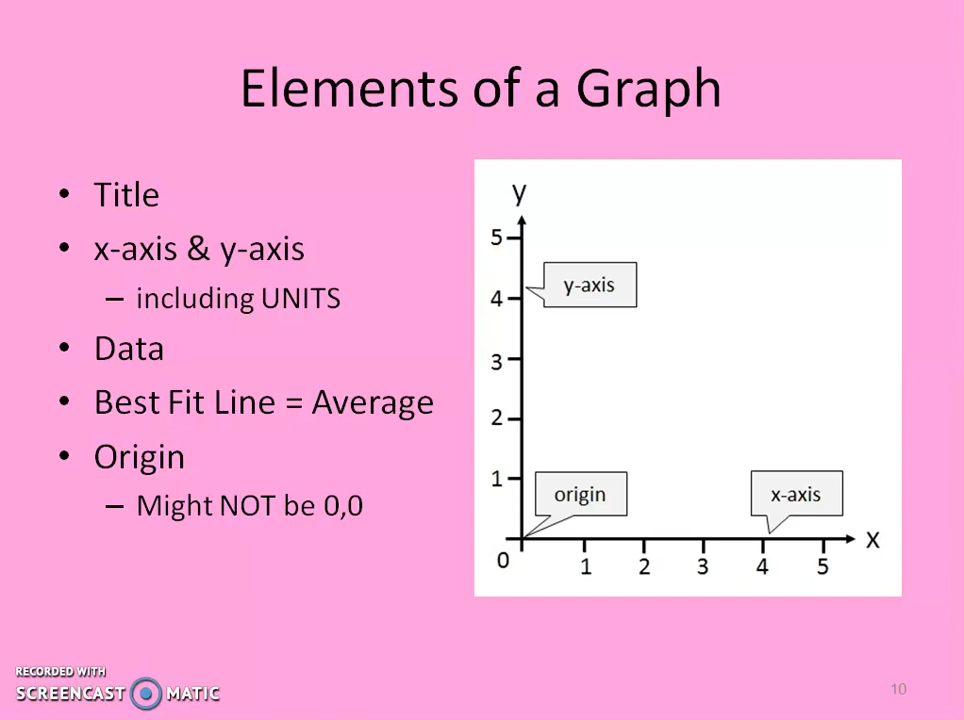 Elements of a Graph
• Title
• x-axis & y-axis
– including UNITS
• Data
• Best Fit Line = Average
• Origin
– Might NOT be 0,0
y
5
y-axis
4
3
2
1
origin
x-axis
x
0
1 2 3 4 5
RECORDED WITH
SCREENCAST MATIC
10